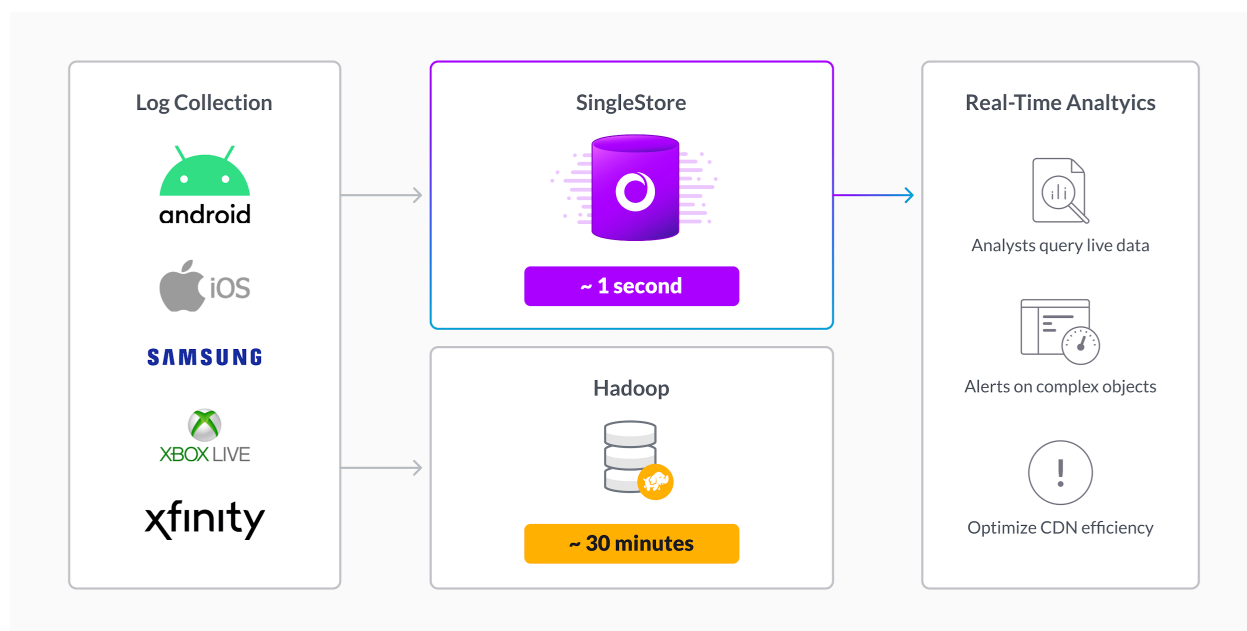 Log Collection
android
iOS
SAMSUNG
XBOX LIVE
xfinity
SingleStore
~ 1 second
Hadoop
~ 30 minutes
Real-Time Analtyics
Analysts query live data
Alerts on complex objects
Optimize CDN efficiency